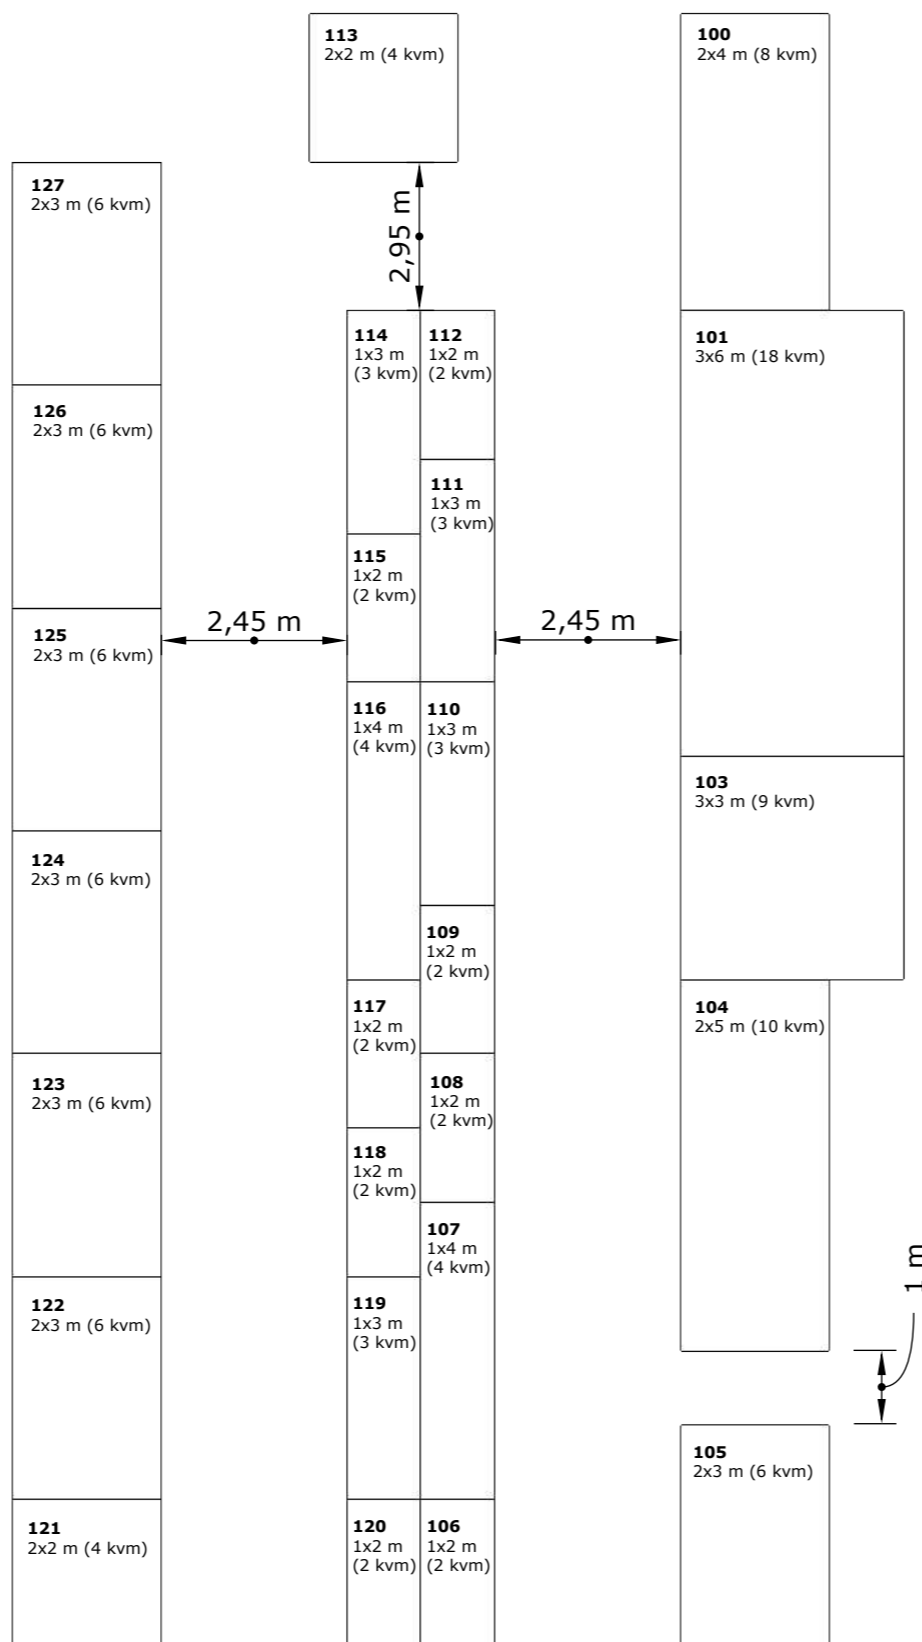 113
2x2 m (4 kvm)
100
2x4 m (8 kvm)
127
2x3 m (6 kvm)
2,95 m
114
1x3 m
(3 kvm)
112
1x2 m
(2 kvm)
101
3x6 m (18 kvm)
126
2x3 m (6 kvm)
111
1x3 m
(3 kvm)
115
1x2 m
(2 kvm)
125
2x3 m (6 kvm)
2,45 m
2,45 m
116
1x4 m
(4 kvm)
110
1x3 m
(3 kvm)
103
3x3 m (9 kvm)
124
2x3 m (6 kvm)
109
1x2 m
(2 kvm)
117
1x2 m
(2 kvm)
104
2x5 m (10 kvm)
123
2x3 m (6 kvm)
108
1x2 m
(2 kvm)
118
1x2 m
(2 kvm)
107
1x4 m
(4 kvm)
1 m
122
2x3 m (6 kvm)
119
1x3 m
(3 kvm)
105
2x3 m (6 kvm)
121
2x2 m (4 kvm)
120
1x2 m
(2 kvm)
106
1x2 m
(2 kvm)